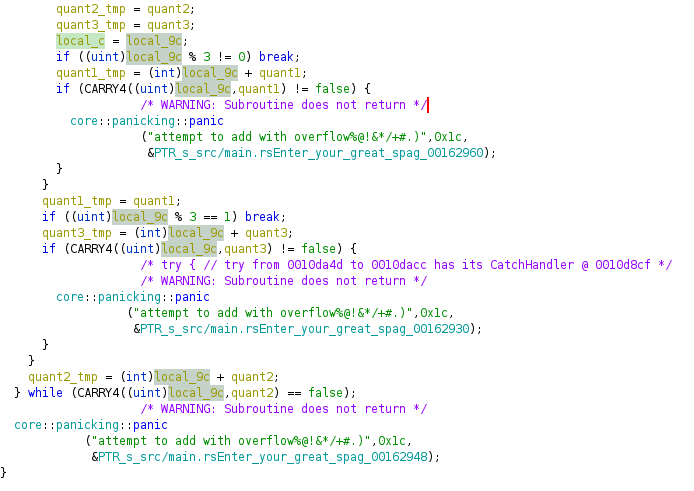 quant2_tmp = quant2;
quant3_tmp = quant3;
local_c = local_9c;
if ((uint)local_9c % 3 != 0) break;
quant1_tmp = (int)local_9c + quant1;
if (CARRY4((uint)local_9c,quant1) != false) {
/* WARNING: Subroutine does not return */
core::panicking::panic
("attempt to add with overflow%@!&*/+#.)",0x1c,
&PTR_s_src/main.rsEnter_your_great_spag_00162960);
}
}
quant1_tmp = quant1;
if ((uint)local_9c % 3 == 1) break;
quant3_tmp = (int)local_9c + quant3;
if (CARRY4((uint)local_9c,quant3) != false) {
/* try { // try from 0010da4d to 0010dacc has its CatchHandler @ 0010d8cf */
/* WARNING: Subroutine does not return */
core::panicking::panic
("attempt to add with overflow%@!&*/+#.)",0x1c,
&PTR_s_src/main.rsEnter_your_great_spag_00162930);
}
}
quant2_tmp = (int)local_9c + quant2;
} while (CARRY4((uint)local_9c,quant2) == false);
/* WARNING: Subroutine does not return */
core::panicking::panic
("attempt to add with overflow%@!&*/+#.)",0x1c,
&PTR_s_src/main.rsEnter_your_great_spag_00162948);
}